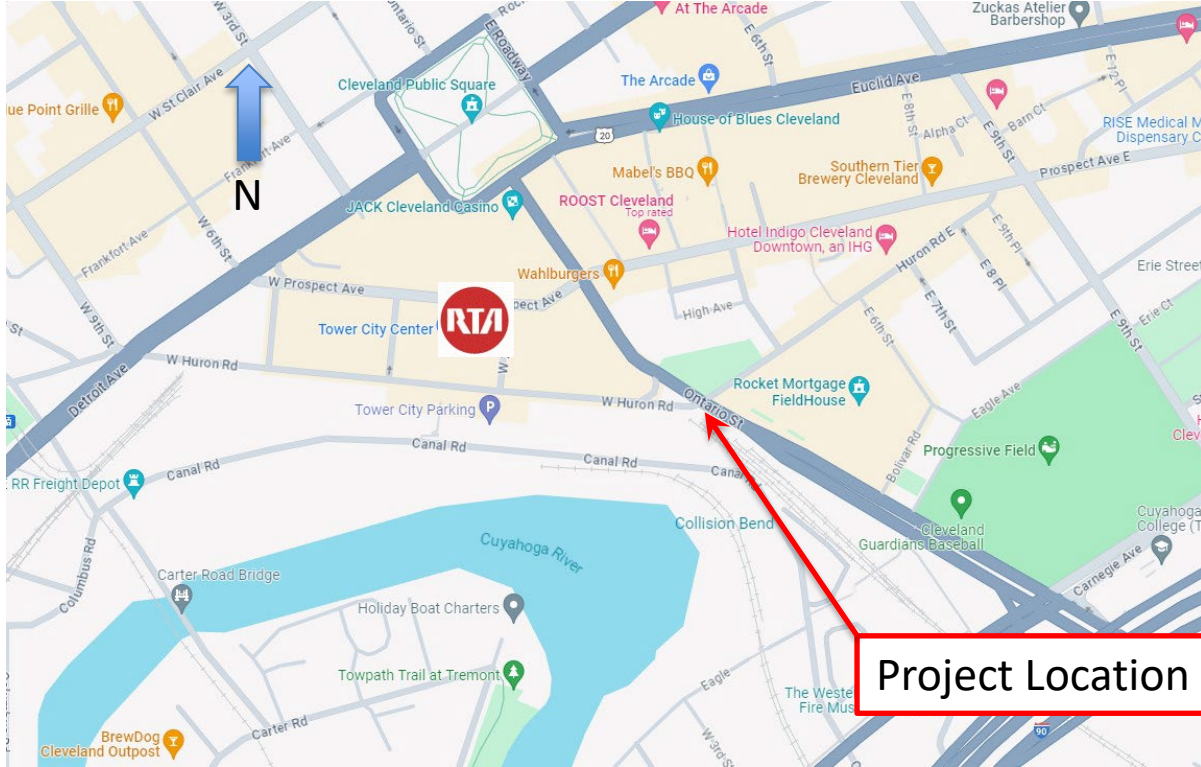 At The Arcade
Zuckas Atelier
Barbershop
W 3rd St
Ontario St
E Roadway
E 6th St
E 12 Pl
W St Clair Ave
Cleveland Public Square
The Arcade
Euclid Ave
E 8th St
ue Point Grille
House of Blues Cleveland
20
Alpha Ct
Barn Ct
E 9th St
RISE Medical M
Dispensary C
Frankfort Ave
N
Mabel's BBQ
Southern Tier
Brewery Cleveland
Prospect Ave E
JACK Cleveland Casino
ROOST Cleveland
Top rated
W 6th St
Frankfort Ave
Hotel Indigo Cleveland
Downtown, an IHG
Huron Rd E
E 9th Pl
E 8 Pl
Erie Street
Wahlburgers
W Prospect Ave
pect Ave
RTA
High Ave
E 7th St
E 6th St
E 9th St
Erie Ct
W 9th St
Tower City Center
W Huron Rd
Detroit Ave
Rocket Mortgage
FieldHouse
Eagle Ave
W Huron Rd
Ontario St
Tower City Parking
P
Canal Rd
Canal Rd
Canal Rd
Bolivar Rd
Progressive Field
Clev
RR Freight Depot
Collision Bend
Cleveland
Guardians Baseball
Cuyahoga
College (T
Columbus Rd
Cuyahoga
River
Carnegie Ave
Carter Road Bridge
Holiday Boat Charters
Towpath Trail at Tremont
Eagle
Project Location
The Weste
Fire Mus
Carter Rd
BrewDog
Cleveland Outpost
W 3rd St
90